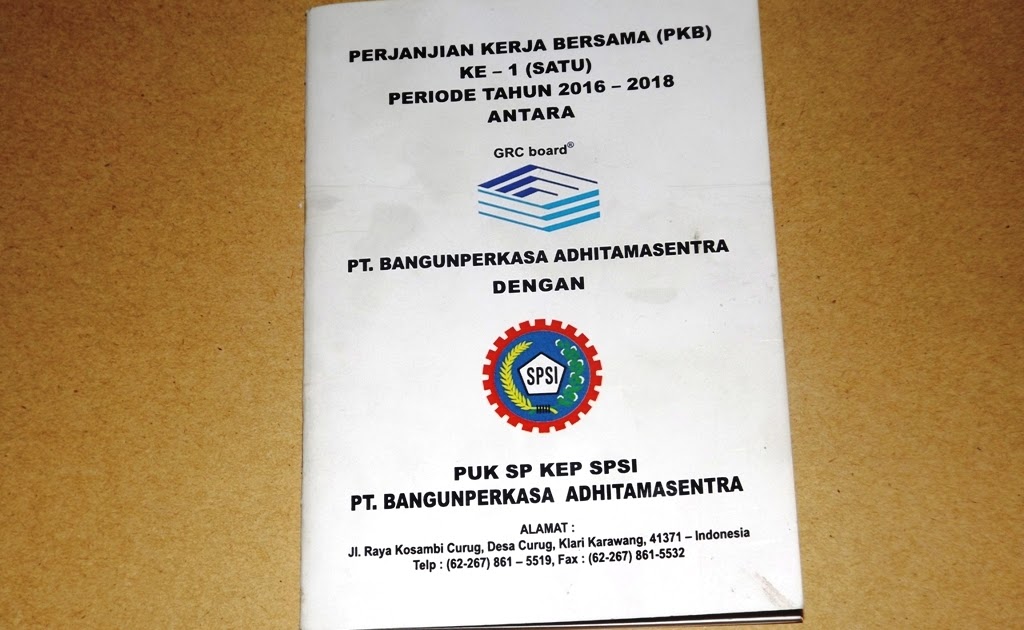 PERJANJIAN KERJA BERSAMA (PKB)
KE – 1 (SATU)
PERIODE TAHUN 2016 – 2018
ANTARA
GRC board®
PT. BANGUNPERKASA ADHITAMASENTRA
DENGAN
SPSI
PUK SP KEP SPSI
PT. BANGUNPERKASA ADHITAMASENTRA
ALAMAT :
Jl. Raya Kosambi Curug, Desa Curug, Klari Karawang, 41371 – Indonesia
Telp : (62-267) 861 – 5519, Fax : (62-267) 861-5532